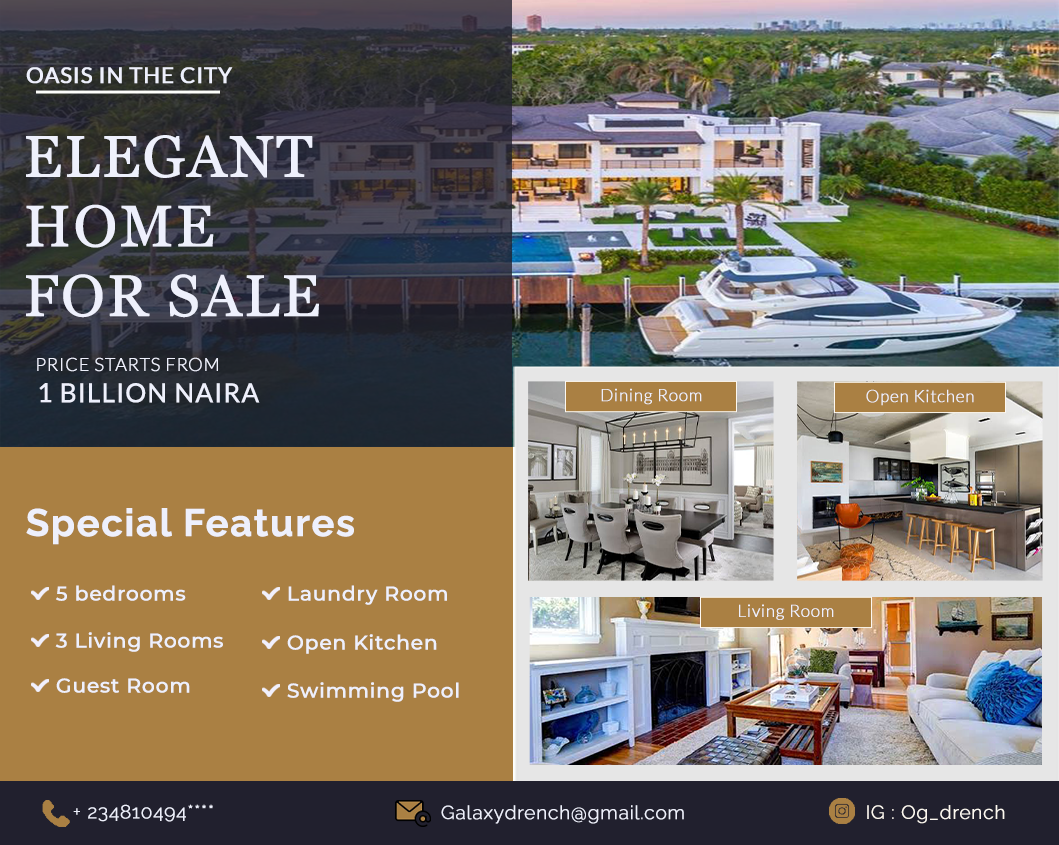 OASIS IN THE CITY
ELEGANT
HOME
FOR SALE
PRICE STARTS FROM
1 BILLION NAIRA
Dining Room
Open Kitchen
Living Room
Special Features
5 bedrooms
3 Living Rooms
Guest Room
Laundry Room
Open Kitchen
Swimming Pool
+ 234810494****
Galaxydrench@gmail.com
IG : Og_drench